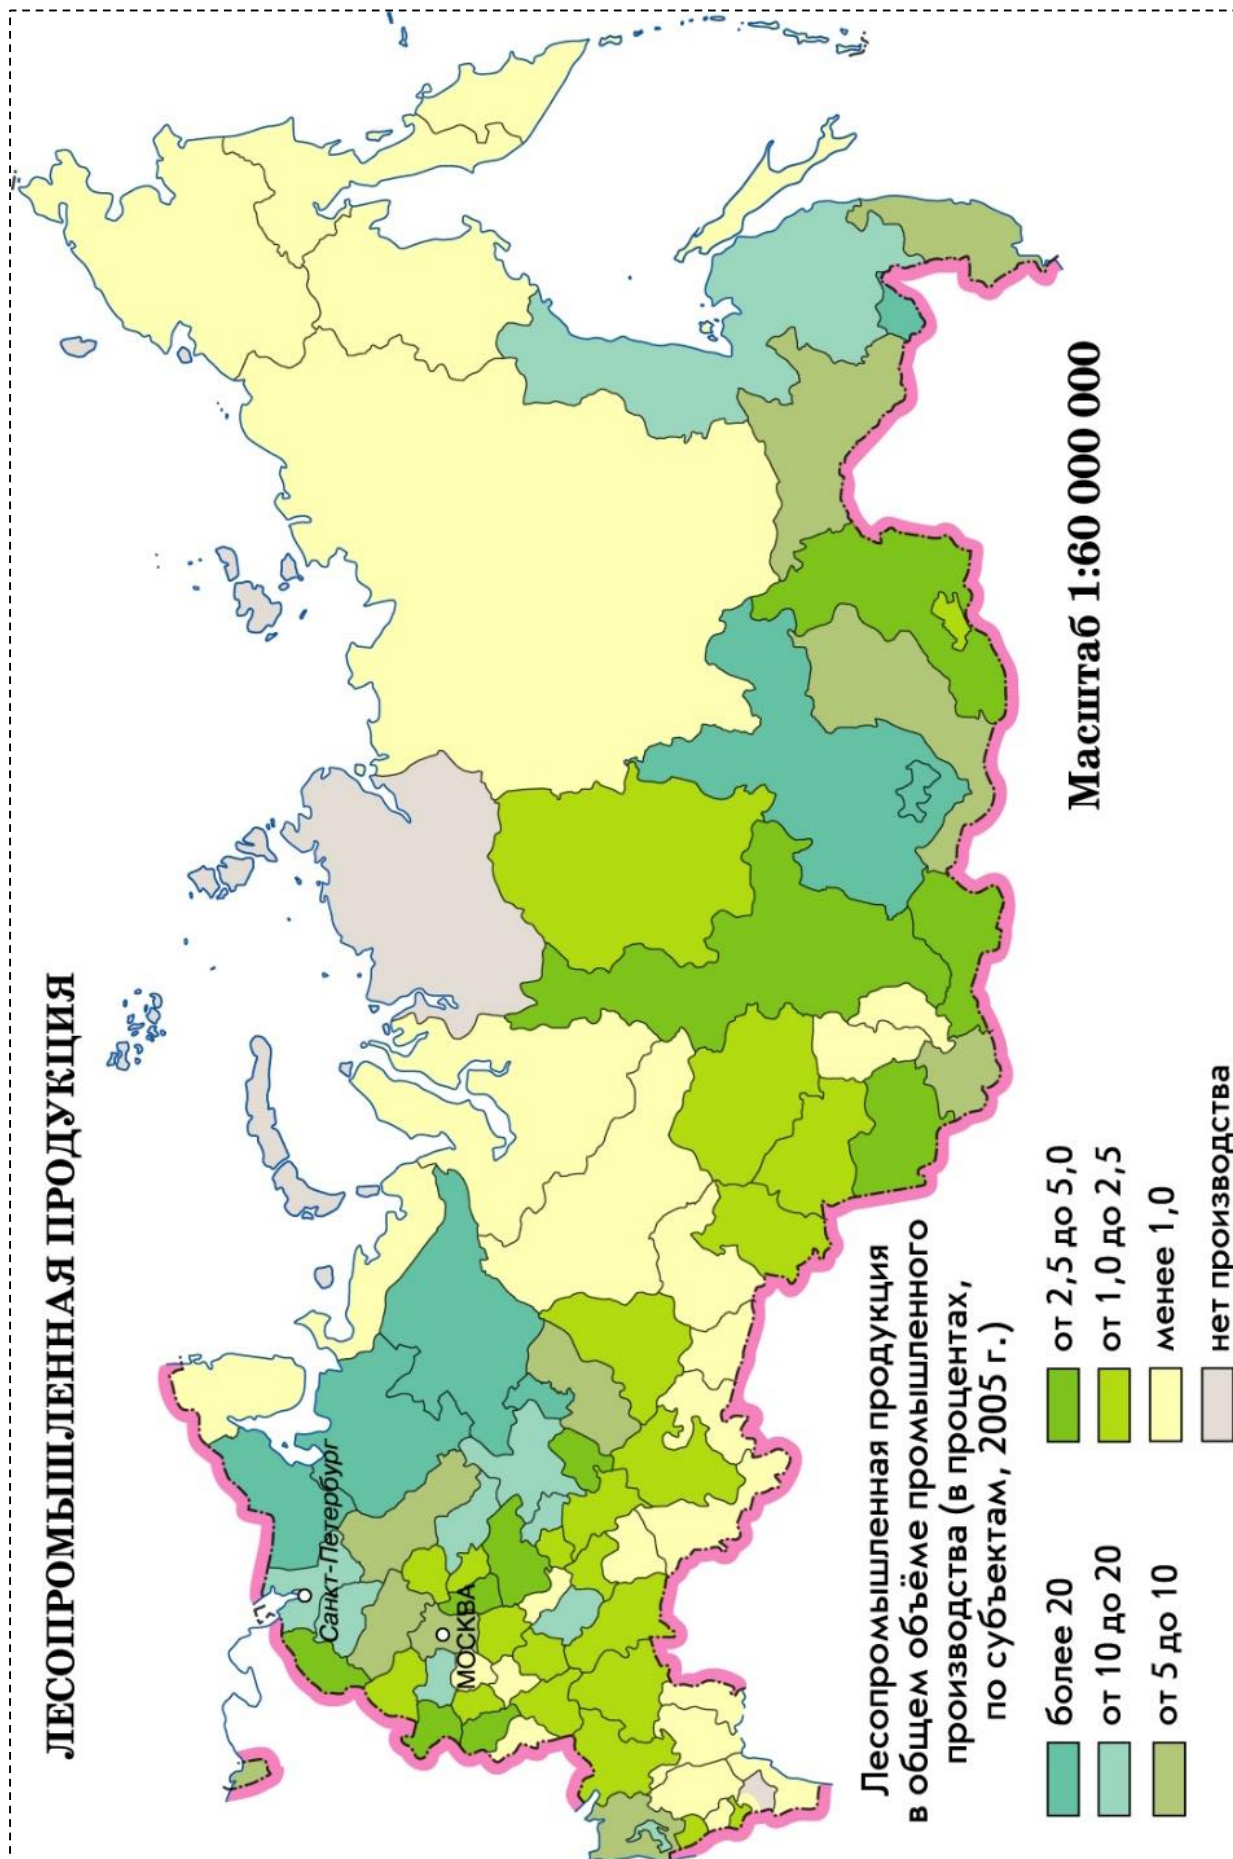 ЛЕСОПРОМЫШЛЕННАЯ ПРОДУКЦИЯ
Санкт-Петербург
МОСКВА
Лесопромышленная продукция
в общем объёме промышленного
производства (в процентах,
по субъектам, 2005 г.)
Масштаб 1:60 000 000
более 20
от 10 до 20
от 5 до 10
от 2,5 до 5,0
от 1,0 до 2,5
менее 1,0
нет производства